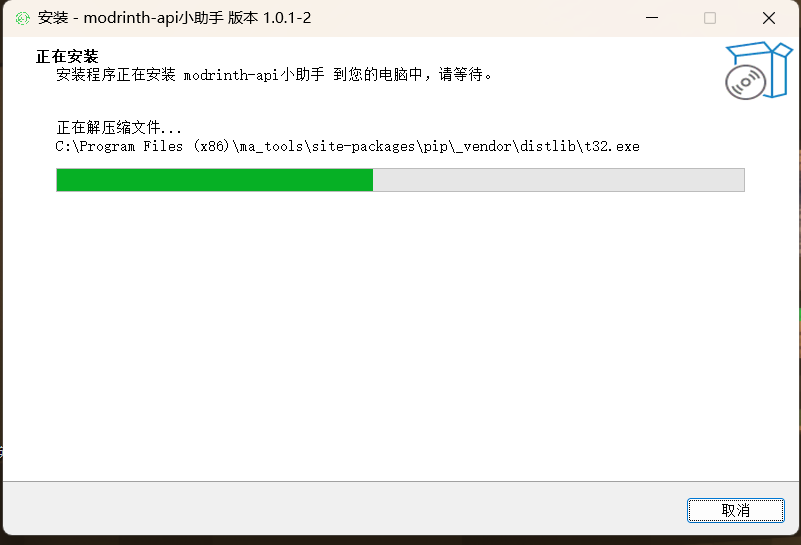 安装 - modrinth-api小助手 版本 1.0.1-2
正在安装
安装程序正在安装 modrinth-api小助手 到您的电脑中，请等待。
正在解压缩文件...
C:\Program Files (x86)\ma_tools\site-packages\pip\_vendor\distlib\t32.exe
取消